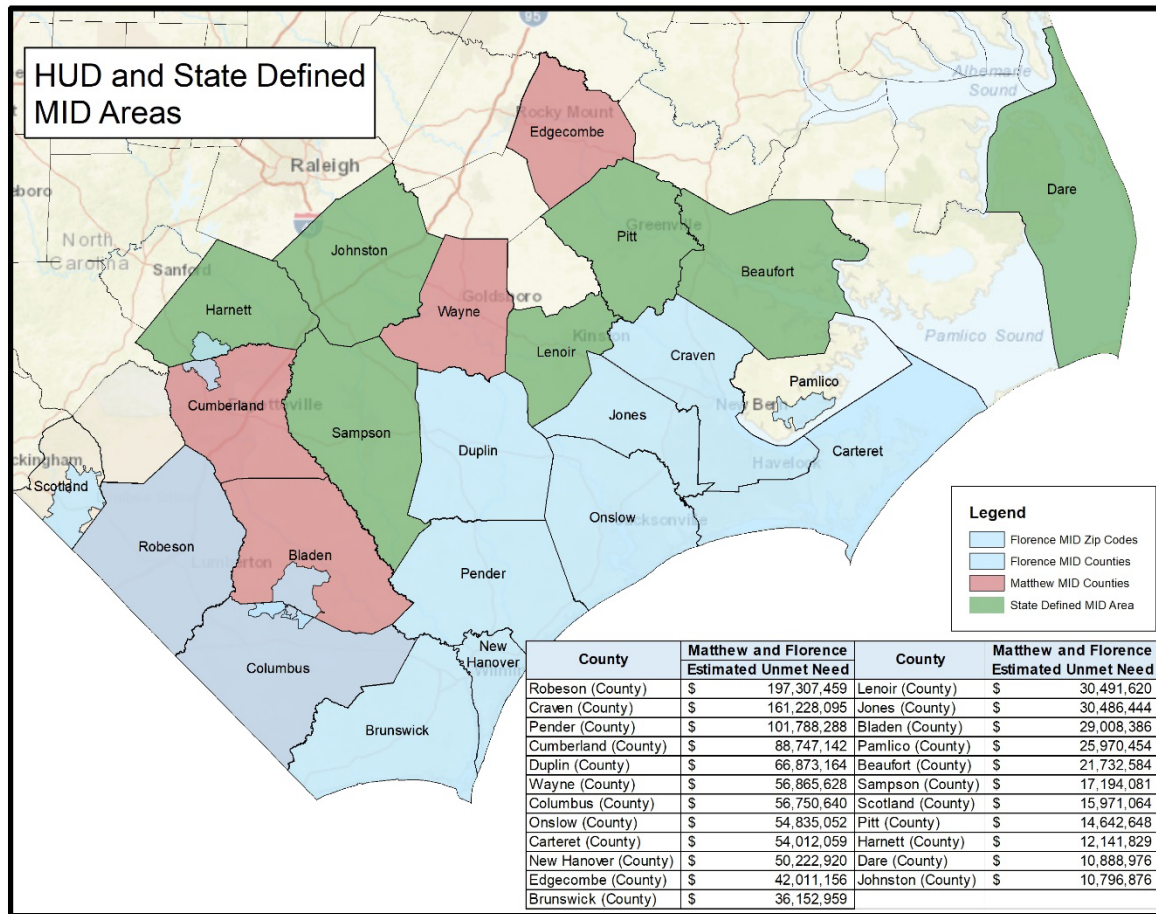 HUD and State Defined
MID Areas
95
Albemarle
Sound
Rocky Mount
Edgecombe
Raleigh
Dare
Greenville
Pitt
North
Carolina
Johnston
Sanford
Beaufort
Goldsboro
Harnett
Wayne
Kinston
Pamlico Sound
Lenoir
Craven
Pamlico
Cumberland
New Bern
Jones
Sampson
Duplin
Carteret
Havelock
Scotland
Onslow
Jacksonville
Robeson
Bladen
Lumberton
Pender
Columbus
New
Hanover
Brunswick
Legend
Florence MID Zip Codes
Florence MID Counties
Matthew MID Counties
State Defined MID Area
County Matthew and Florence Estimated Unmet Need County Matthew and Florence Estimated Unmet Need
Robeson (County) $ 197,307,459 Lenoir (County) $ 30,491,620
Craven (County) $ 161,228,095 Jones (County) $ 30,486,444
Pender (County) $ 101,788,288 Bladen (County) $ 29,008,386
Cumberland (County) $ 88,747,142 Pamlico (County) $ 25,970,454
Duplin (County) $ 66,873,164 Beaufort (County) $ 21,732,584
Wayne (County) $ 56,865,628 Sampson (County) $ 17,194,081
Columbus (County) $ 56,750,640 Scotland (County) $ 15,971,064
Onslow (County) $ 54,835,052 Pitt (County) $ 14,642,648
Carteret (County) $ 54,012,059 Harnett (County) $ 12,141,829
New Hanover (County) $ 50,222,920 Dare (County) $ 10,888,976
Edgecombe (County) $ 42,011,156 Johnston (County) $ 10,796,876
Brunswick (County) $ 36,152,959